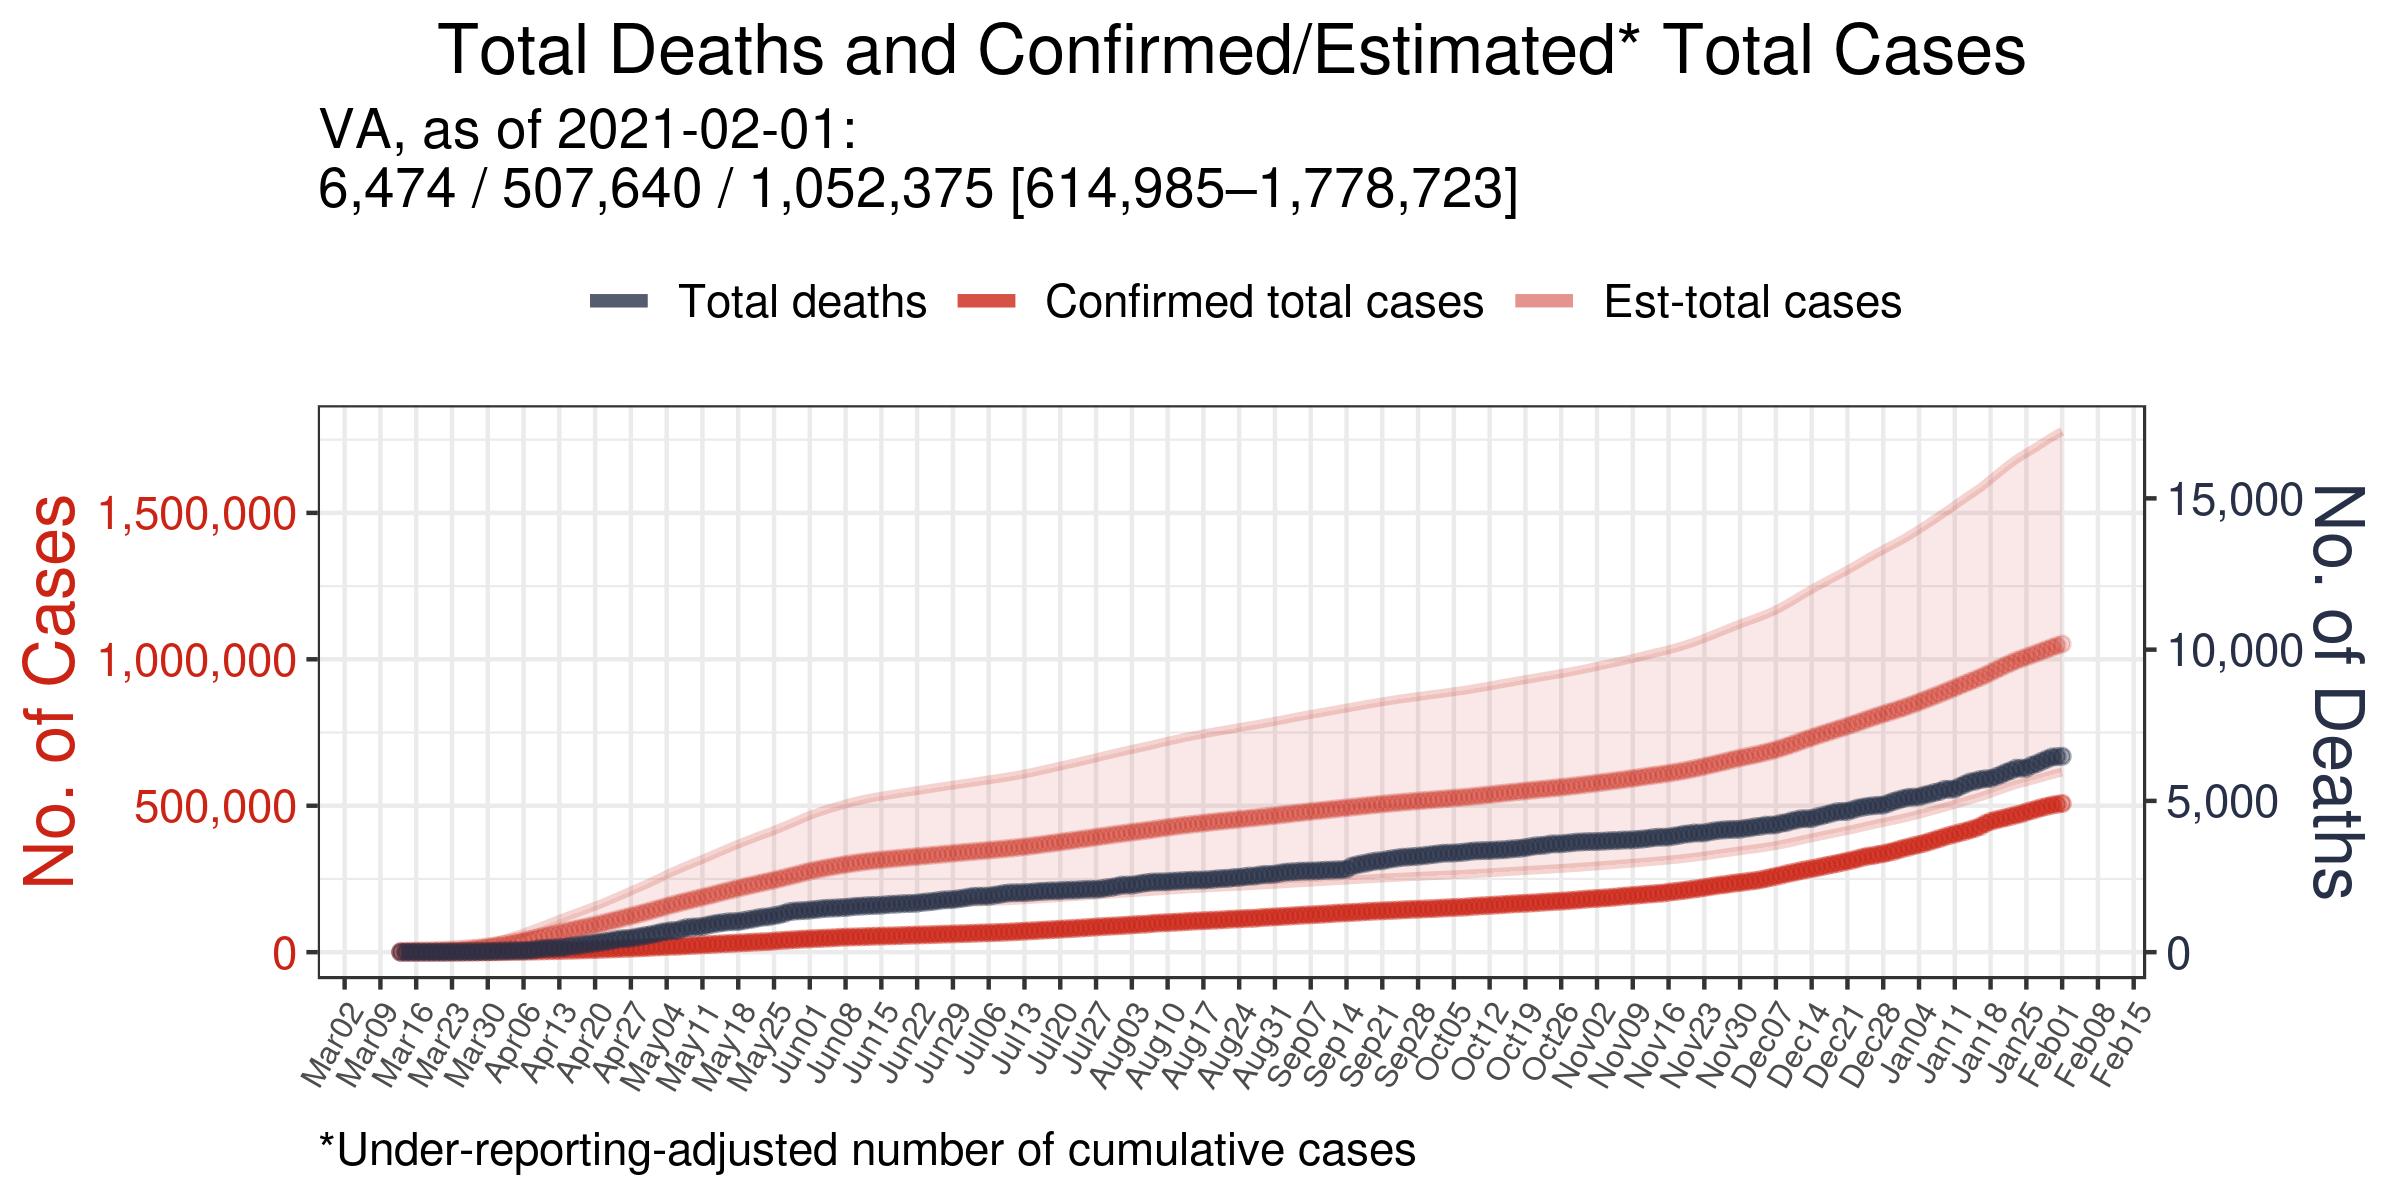 Total Deaths and Confirmed/Estimated* Total Cases
VA, as of 2021-02-01:
6,474 / 507,640 / 1,052,375 [614,985–1,778,723]
Total deaths
Confirmed total cases
Est-total cases
No. of Cases
1,500,000
1,000,000
500,000
0
15,000
10,000
5,000
0
No. of Deaths
Mar02
Mar09
Mar16
Mar23
Mar30
Apr06
Apr13
Apr20
Apr27
May04
May11
May18
May25
Jun01
Jun08
Jun15
Jun22
Jun29
Jul06
Jul13
Jul20
Jul27
Aug03
Aug10
Aug17
Aug24
Aug31
Sep07
Sep14
Sep21
Sep28
Oct05
Oct12
Oct19
Oct26
Nov02
Nov09
Nov16
Nov23
Nov30
Dec07
Dec14
Dec21
Dec28
Jan04
Jan11
Jan18
Jan25
Feb01
Feb08
Feb15
*Under-reporting-adjusted number of cumulative cases